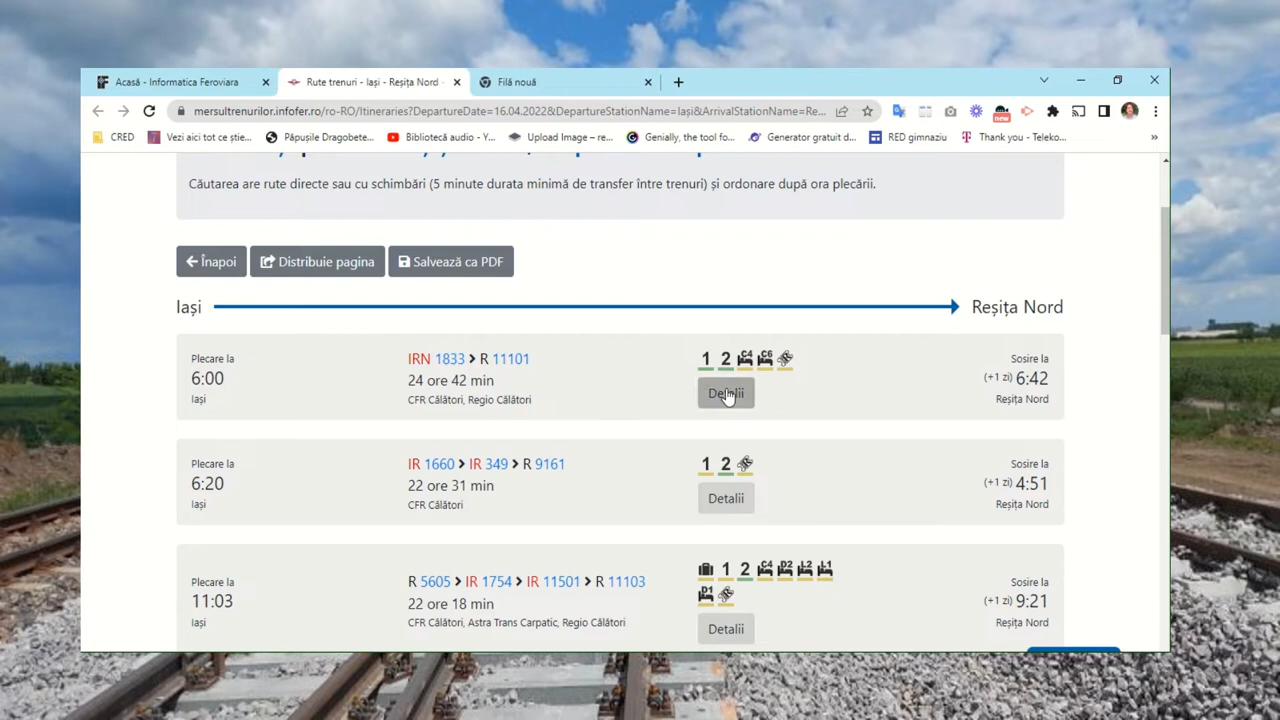 Acasă - Informatica Feroviara
Rute trenuri - Iași - Reșița Nord -
Filă nouă
mersultrenurilor.infofer.ro/ro-RO/Itineraries?DepartureDate=16.04.2022&DepartureStationName=Iași&ArrivalStationName=Re...
new
CRED
Vezi aici tot ce știe...
Păpușile Dragobete...
Bibliotecă audio - Y...
Upload Image – re...
Genially, the tool fo...
Generator gratuit d...
RED gimnaziu
Thank you - Teleko...
»
Căutarea are rute directe sau cu schimbări (5 minute durata minimă de transfer între trenuri) și ordonare după ora plecării.
Înapoi
Distribuie pagina
Salvează ca PDF
Iași
Reșița Nord
Plecare la
6:00
Iași
IRN 1833 > R 11101
24 ore 42 min
CFR Călători, Regio Călători
1 2 C4 C6
Detalii
Sosire la
(+1 zi) 6:42
Reșița Nord
Plecare la
6:20
Iași
IR 1660 > IR 349 > R 9161
22 ore 31 min
CFR Călători
1 2
Detalii
Sosire la
(+1 zi) 4:51
Reșița Nord
Plecare la
11:03
Iași
R 5605 > IR 1754 > IR 11501 > R 11103
22 ore 18 min
CFR Călători, Astra Trans Carpatic, Regio Călători
1 2 C4 D2 L2 L1
D1
Detalii
Sosire la
(+1 zi) 9:21
Reșița Nord